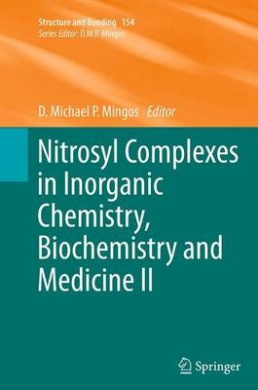 Structure and Bonding 154
Series Editor: D.M.P. Mingos
D. Michael P. Mingos Editor
Nitrosyl Complexes
in Inorganic
Chemistry,
Biochemistry and
Medicine II
Springer